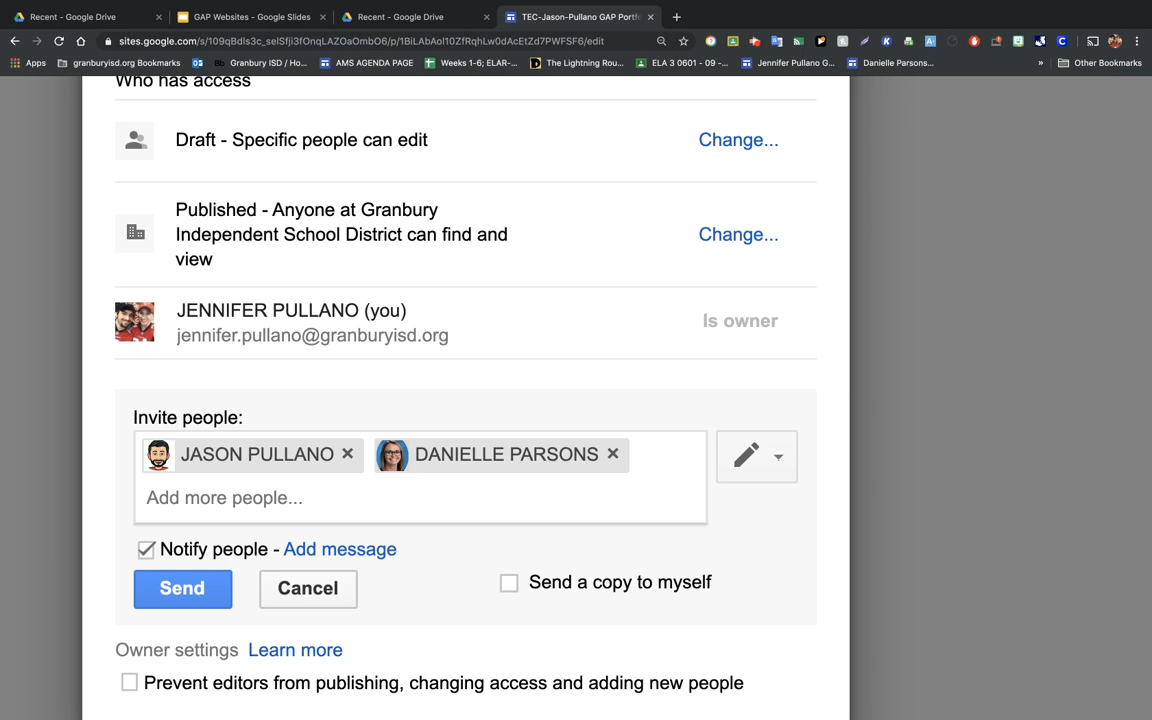 Recent - Google Drive
GAP Websites - Google Slides
Recent - Google Drive
TEC-Jason-Pullano GAP Portf
sites.google.com/s/109qBdIs3c_selSfji3fOnqLAZOaOmbO6/p/1BiLAbAol10ZfRqhLw0dAcEtZd7PWFSF6/edit
Apps
granburyisd.org Bookmarks
Granbury ISD / Ho...
AMS AGENDA PAGE
Weeks 1-6; ELAR-...
The Lightning Rou...
ELA 3 0601 - 09 -...
Jennifer Pullano G...
Danielle Parsons...
»
Other Bookmarks
Who has access
Draft - Specific people can edit
Change...
Published - Anyone at Granbury
Independent School District can find and
view
Change...
JENNIFER PULLANO (you)
jennifer.pullano@granburyisd.org
Is owner
Invite people:
JASON PULLANO ×
DANIELLE PARSONS ×
Add more people...
Notify people - Add message
Send
Cancel
Send a copy to myself
Owner settings Learn more
Prevent editors from publishing, changing access and adding new people